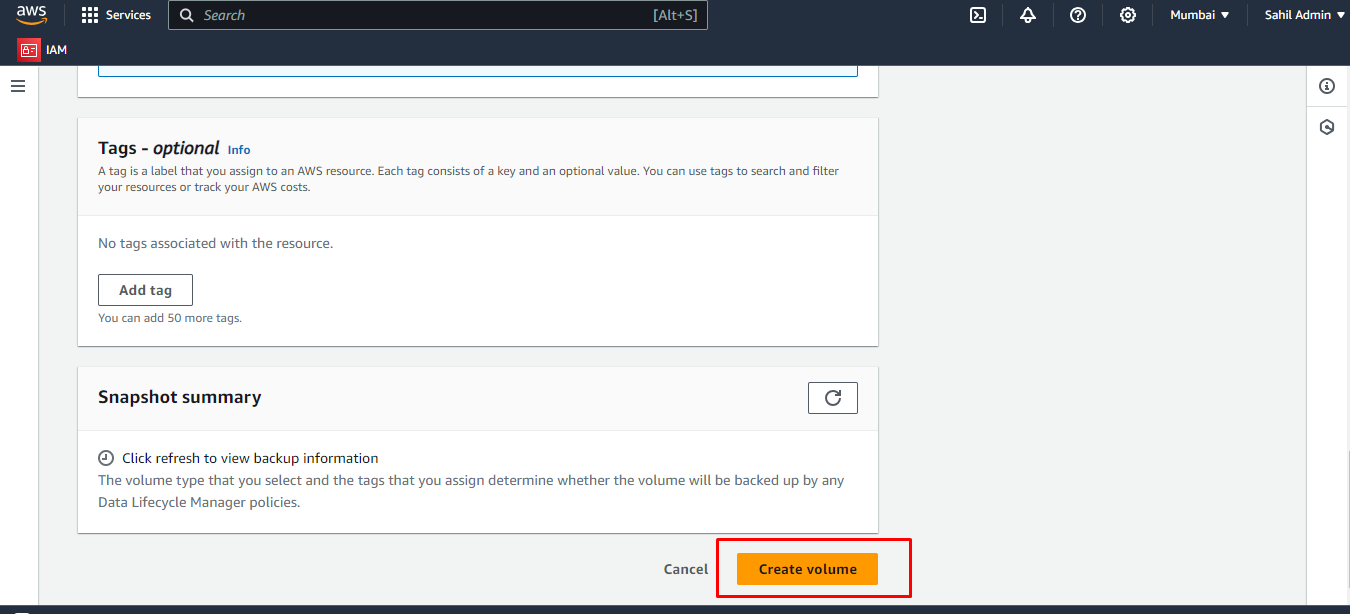 aws
Services
Search
[Alt+S]
Mumbai
Sahil Admin
IAM
Tags - optional Info
A tag is a label that you assign to an AWS resource. Each tag consists of a key and an optional value. You can use tags to search and filter
your resources or track your AWS costs.
No tags associated with the resource.
Add tag
You can add 50 more tags.
Snapshot summary
Click refresh to view backup information
The volume type that you select and the tags that you assign determine whether the volume will be backed up by any
Data Lifecycle Manager policies.
Cancel
Create volume